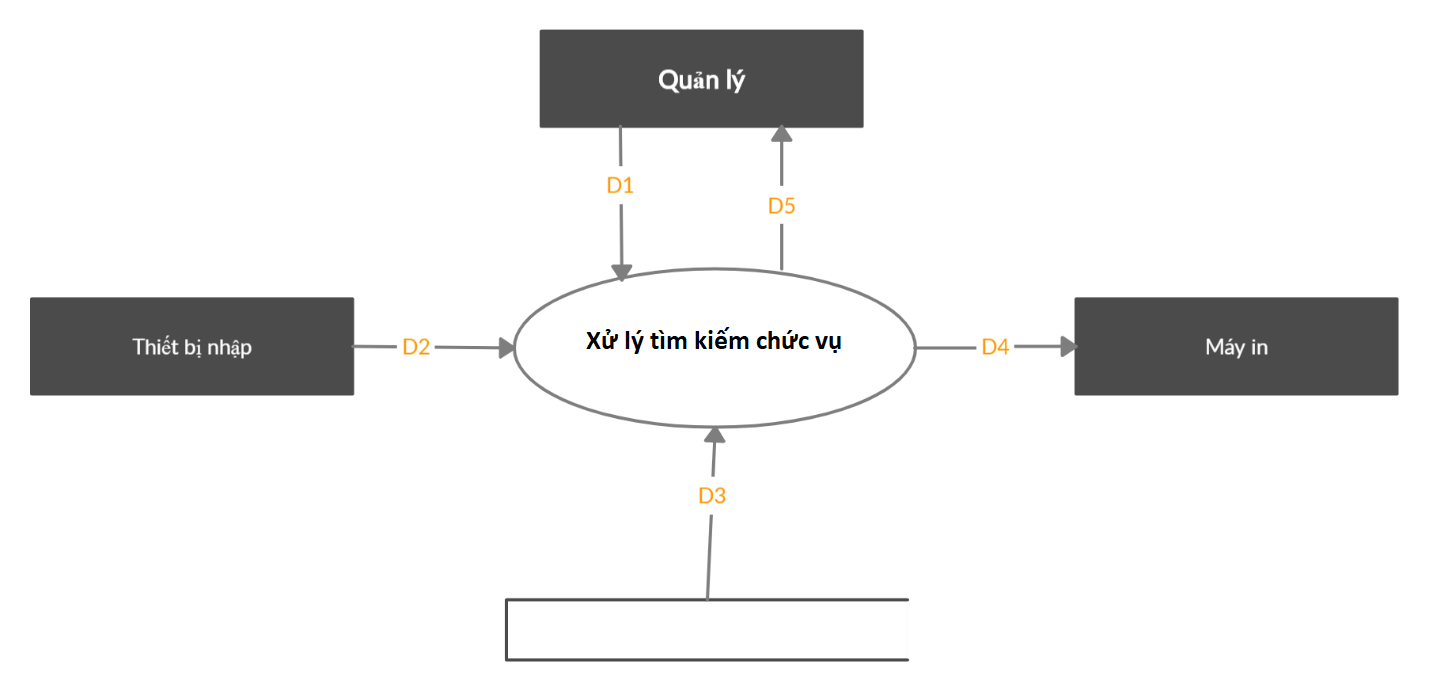 Quản lý
D1
D5
Thiết bị nhập
D2
Xử lý tìm kiếm chức vụ
D4
Máy in
D3